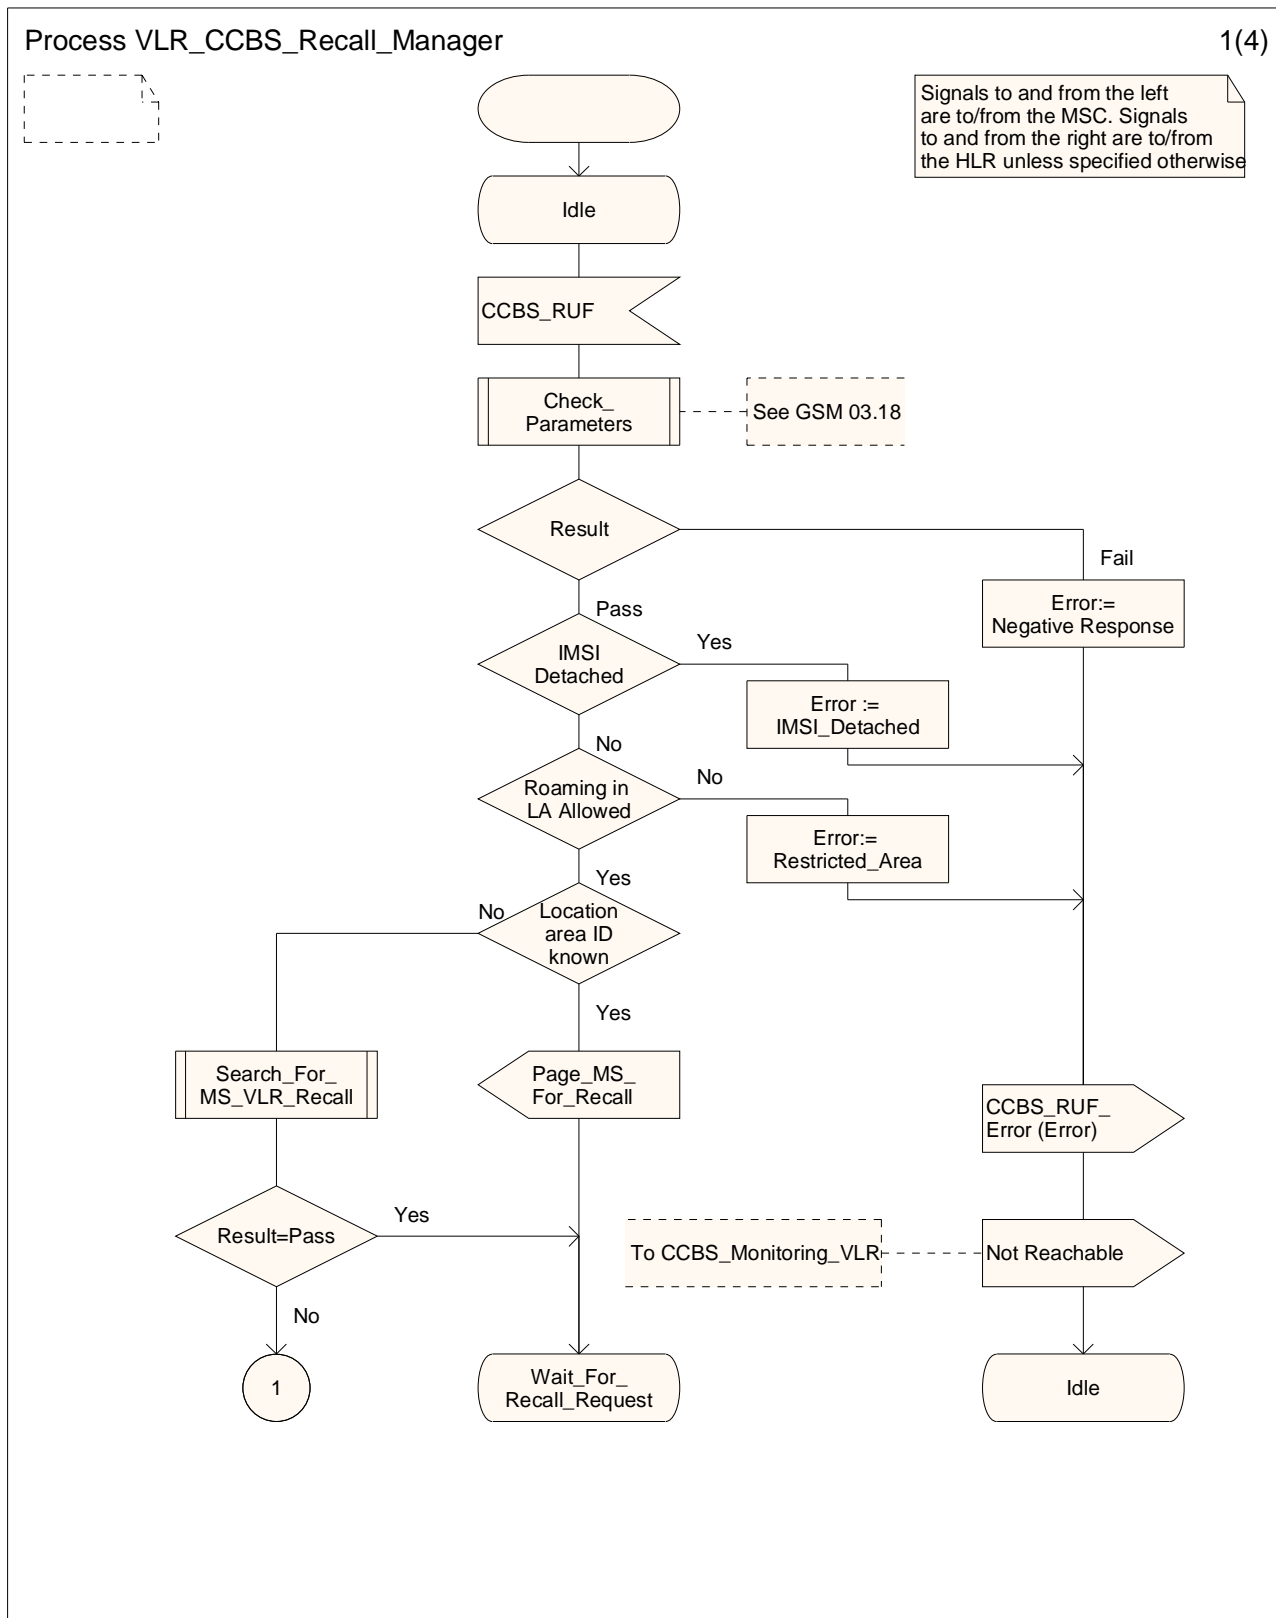 Process VLR_CCBS_Recall_Manager
1(4)
Signals to and from the left
are to/from the MSC. Signals
to and from the right are to/from
the HLR unless specified otherwise
Idle
CCBS_RUF
Check_
Parameters
See GSM 03.18
Result
Fail
Pass
Error:=
Negative Response
IMSI
Detached
Yes
Error :=
IMSI_Detached
No
Roaming in
LA Allowed
No
Error:=
Restricted_Area
Yes
No
Location
area ID
known
Yes
Search_For_
MS_VLR_Recall
Page_MS_
For_Recall
CCBS_RUF_
Error (Error)
Result=Pass
Yes
To CCBS_Monitoring_VLR
Not Reachable
No
1
Wait_For_
Recall_Request
Idle